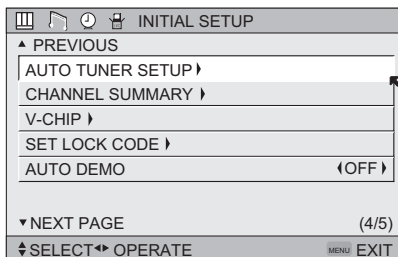 INITIAL SETUP
PREVIOUS
AUTO TUNER SETUP
CHANNEL SUMMARY
V-CHIP
SET LOCK CODE
AUTO DEMO OFF
NEXT PAGE (4/5)
SELECT OPERATE MENU EXIT